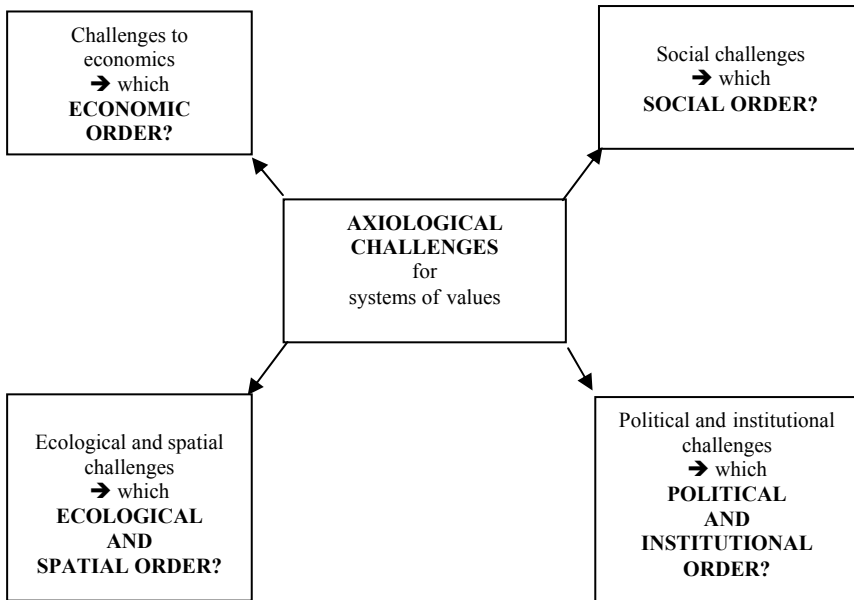 Challenges to
economics
➔ which
ECONOMIC
ORDER?
Social challenges
➔ which
SOCIAL ORDER?
AXIOLOGICAL
CHALLENGES
for
systems of values
Ecological and spatial
challenges
➔ which
ECOLOGICAL
AND
SPATIAL ORDER?
Political and institutional
challenges
➔ which
POLITICAL
AND
INSTITUTIONAL
ORDER?